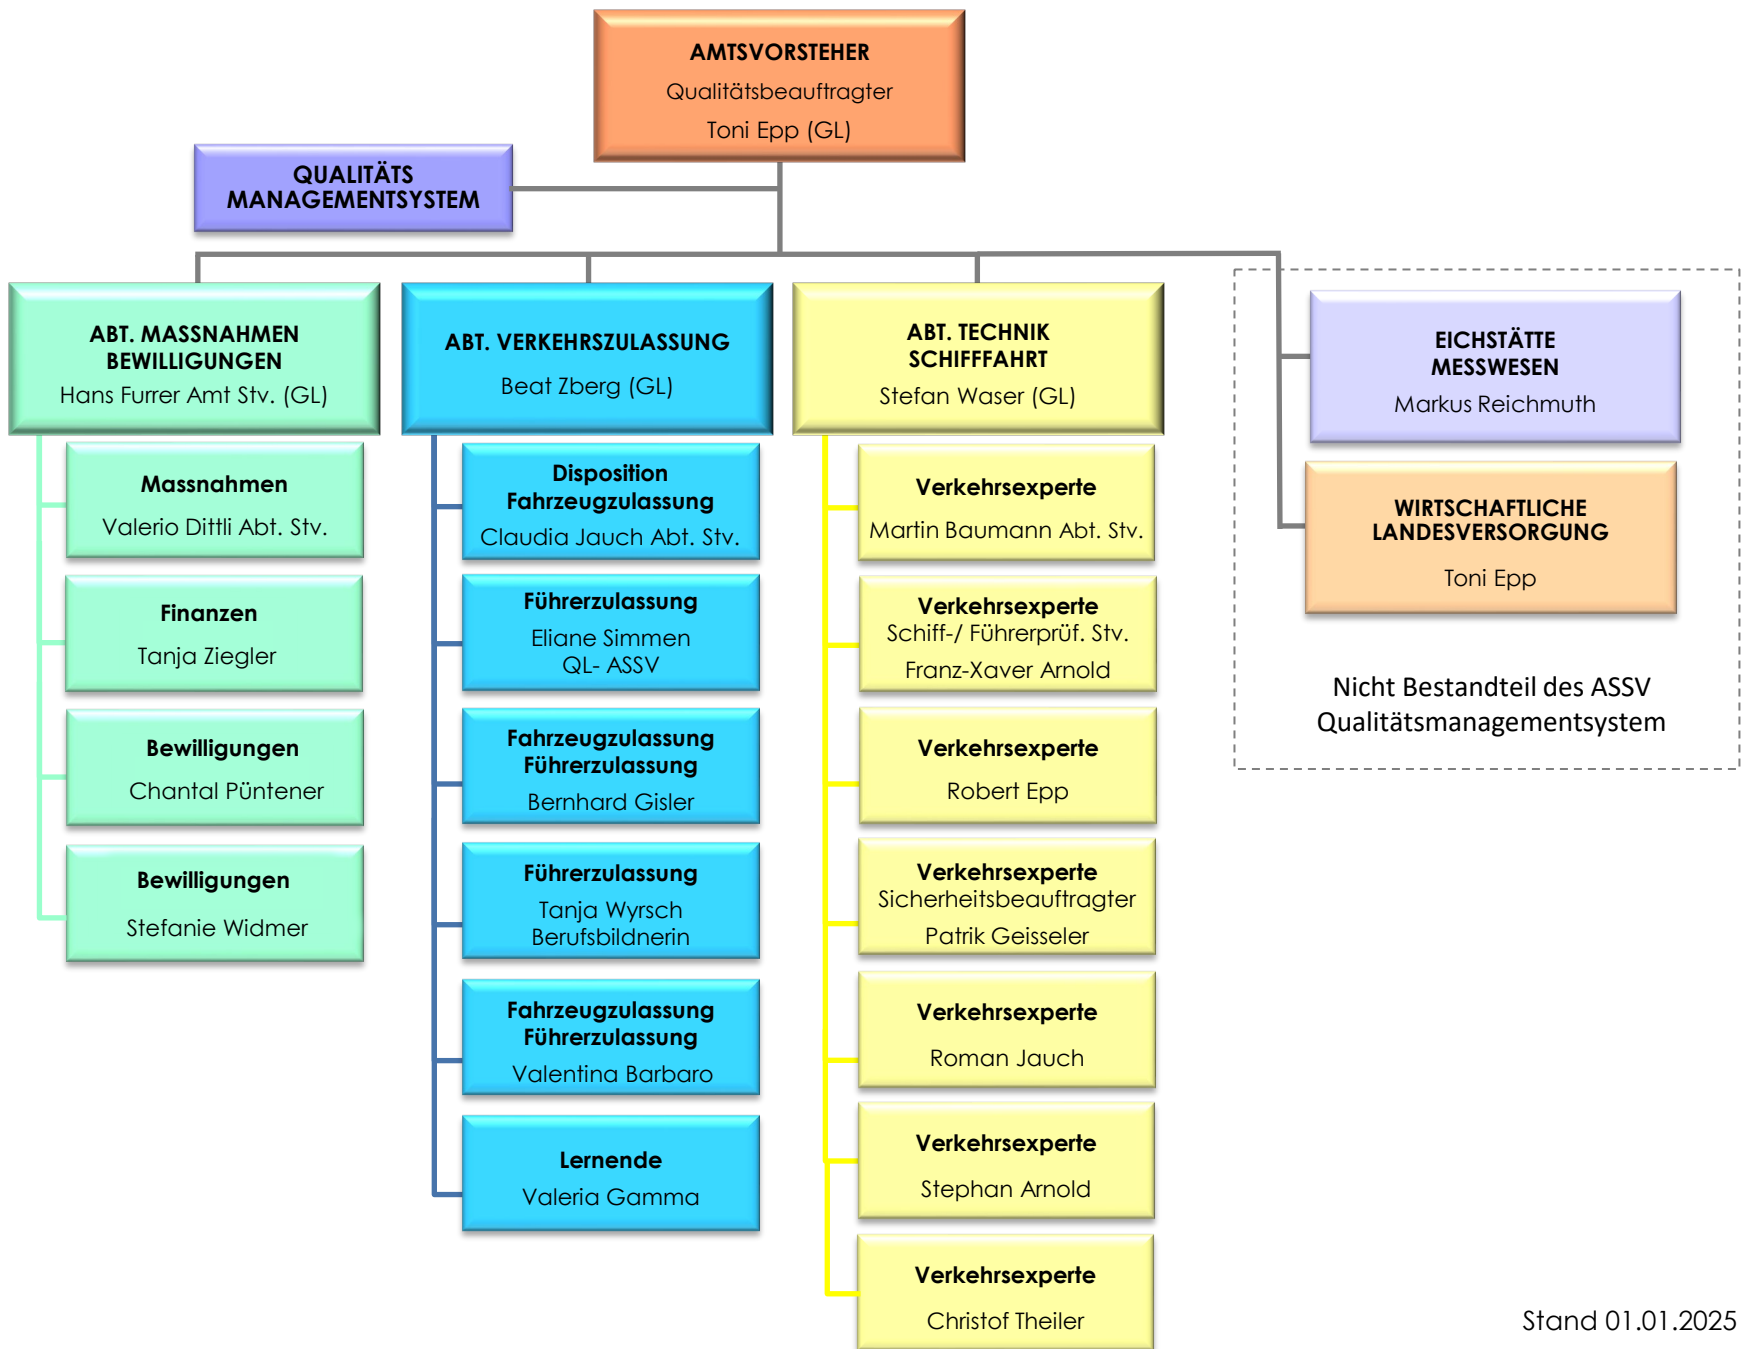 AMTSVORSTEHER
Qualitätsbeauftragter
Toni Epp (GL)
QUALITÄTS
MANAGEMENTSYSTEM
ABT. MASSNAHMEN
BEWILLIGUNGEN
Hans Furrer Amt Stv. (GL)
Massnahmen
Valerio Dittli Abt. Stv.
Finanzen
Tanja Ziegler
Bewilligungen
Chantal Püntener
Bewilligungen
Stefanie Widmer
ABT. VERKEHRSZULASSUNG
Beat Zberg (GL)
Disposition
Fahrzeugzulassung
Claudia Jauch Abt. Stv.
Führerzulassung
Eliane Simmen
QL- ASSV
Fahrzeugzulassung
Führerzulassung
Bernhard Gisler
Führerzulassung
Tanja Wyrsch
Berufsbildnerin
Fahrzeugzulassung
Führerzulassung
Valentina Barbaro
Lernende
Valeria Gamma
ABT. TECHNIK
SCHIFFFAHRT
Stefan Waser (GL)
Verkehrsexperte
Martin Baumann Abt. Stv.
Verkehrsexperte
Schiff-/ Führerprüf. Stv.
Franz-Xaver Arnold
Verkehrsexperte
Robert Epp
Verkehrsexperte
Sicherheitsbeauftragter
Patrik Geisseler
Verkehrsexperte
Roman Jauch
Verkehrsexperte
Stephan Arnold
Verkehrsexperte
Christof Theiler
EICHSTÄTTE
MESSWESEN
Markus Reichmuth
WIRTSCHAFTLICHE
LANDESVERSORGUNG
Toni Epp
Nicht Bestandteil des ASSV
Qualitätsmanagementsystem
Stand 01.01.2025